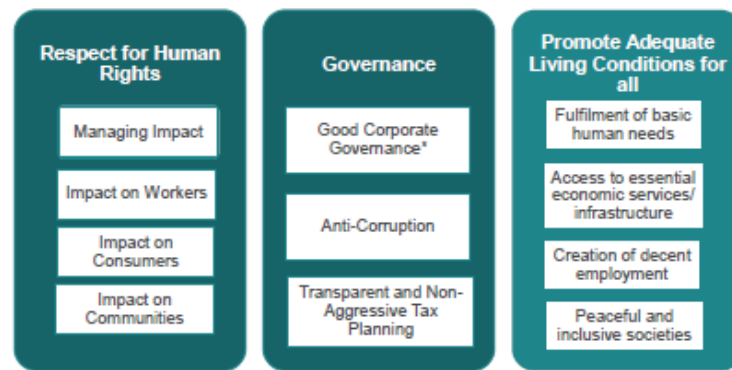 Respect for Human
Rights
Managing Impact
Impact on Workers
Impact on
Consumers
Impact on
Communities
Governance
Good Corporate
Governance*
Anti-Corruption
Transparent and Non-
Aggressive Tax
Planning
Promote Adequate
Living Conditions for
all
Fulfilment of basic
human needs
Access to essential
economic services/
infrastructure
Creation of decent
employment
Peaceful and
inclusive societies